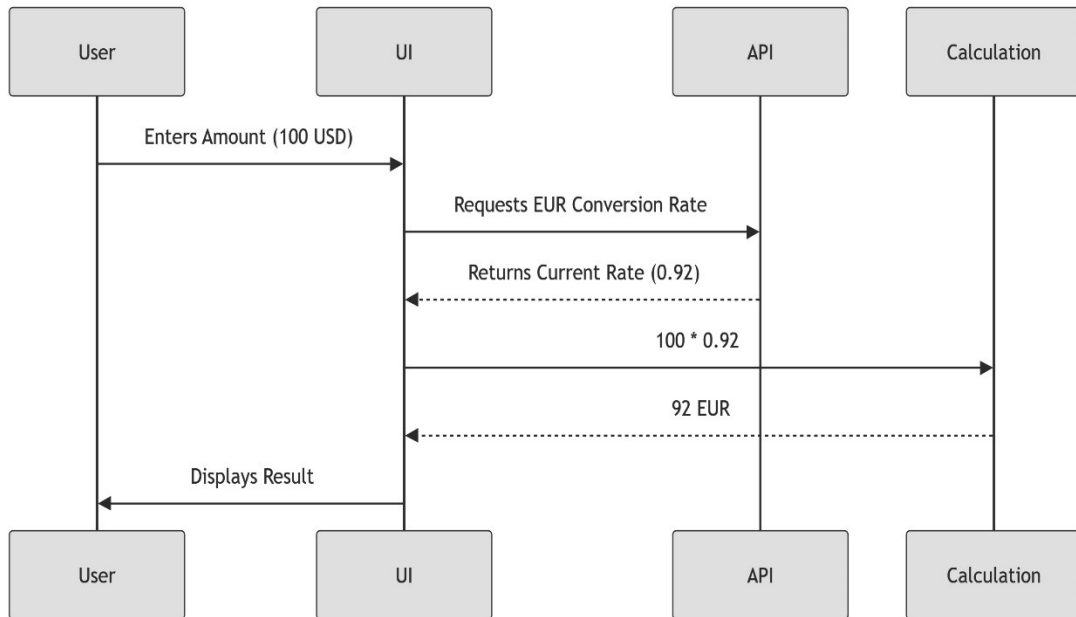 User
UI
API
Calculation
Enters Amount (100 USD)
Requests EUR Conversion Rate
Returns Current Rate (0.92)
100 * 0.92
92 EUR
Displays Result
User
UI
API
Calculation